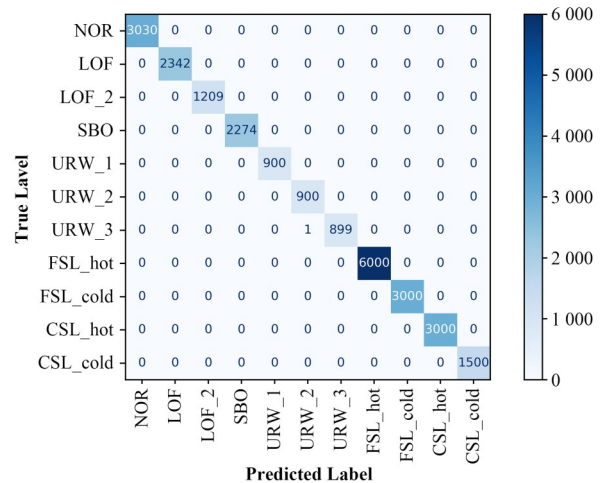 NOR 3030 0 0 0 0 0 0 0 0 0 0
LOF 0 2342 0 0 0 0 0 0 0 0 0
LOF_2 0 0 1209 0 0 0 0 0 0 0 0
SBO 0 0 0 2274 0 0 0 0 0 0 0
URW_1 0 0 0 0 900 0 0 0 0 0 0
URW_2 0 0 0 0 0 900 0 0 0 0 0
URW_3 0 0 0 0 0 1 899 0 0 0 0
FSL_hot 0 0 0 0 0 0 0 6000 0 0 0
FSL_cold 0 0 0 0 0 0 0 0 3000 0 0
CSL_hot 0 0 0 0 0 0 0 0 0 3000 0
CSL_cold 0 0 0 0 0 0 0 0 0 0 1500
True Lavel
NOR LOF LOF_2 SBO URW_1 URW_2 URW_3 FSL_hot FSL_cold CSL_hot CSL_cold
Predicted Label
6 000
5 000
4 000
3 000
2 000
1 000
0